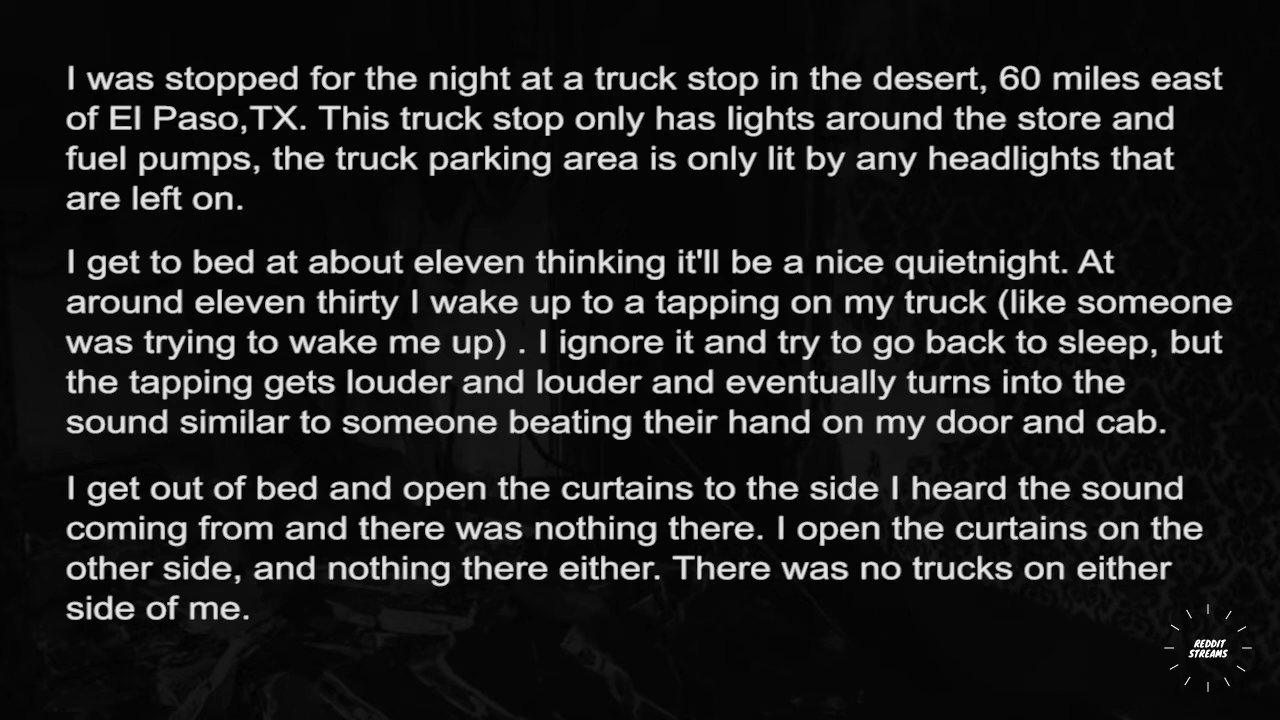 I was stopped for the night at a truck stop in the desert, 60 miles east
of El Paso,TX. This truck stop only has lights around the store and
fuel pumps, the truck parking area is only lit by any headlights that
are left on.
I get to bed at about eleven thinking it'll be a nice quietnight. At
around eleven thirty I wake up to a tapping on my truck (like someone
was trying to wake me up) . I ignore it and try to go back to sleep, but
the tapping gets louder and louder and eventually turns into the
sound similar to someone beating their hand on my door and cab.
I get out of bed and open the curtains to the side I heard the sound
coming from and there was nothing there. I open the curtains on the
other side, and nothing there either. There was no trucks on either
side of me.
REDDIT
STREAMS